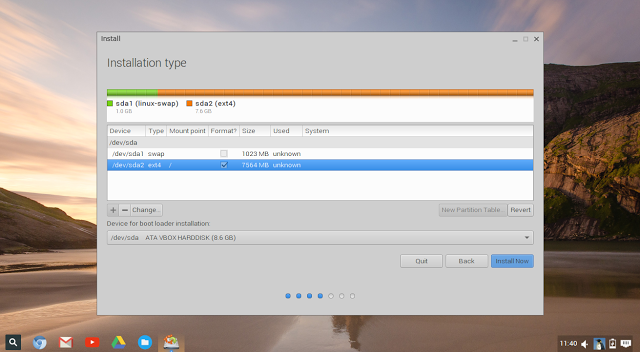 Install
Installation type
sda1 (linux-swap) sda2 (ext4)
1.0 GB 7.6 GB
Device Type Mount point Format? Size Used System
/dev/sda
/dev/sda1 swap 1023 MB unknown
/dev/sda2 ext4 / 7564 MB unknown
+ − Change... New Partition Table... Revert
Device for boot loader installation:
/dev/sda ATA VBOX HARDDISK (8.6 GB)
Quit Back Install Now
11:40